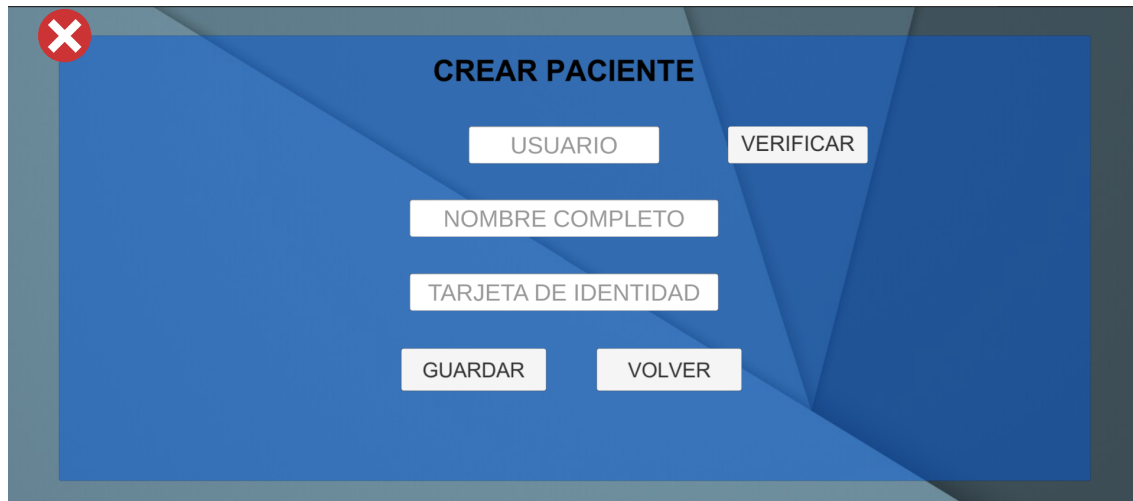 CREAR PACIENTE
USUARIO VERIFICAR
NOMBRE COMPLETO
TARJETA DE IDENTIDAD
GUARDAR VOLVER